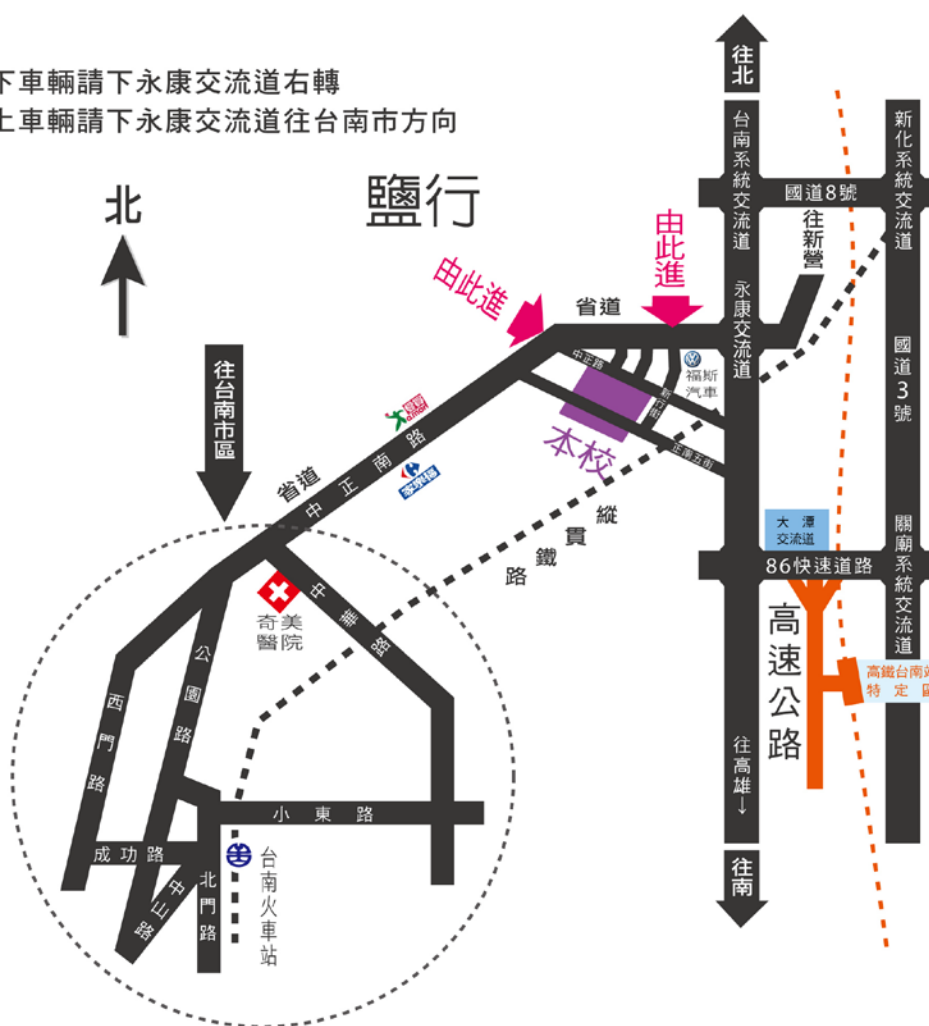 往北
下車輛請下永康交流道右轉
上車輛請下永康交流道往台南市方向
台南系統交流道
新化系統交流道
國道8號
北
鹽行
由此進
由此進
往新營
省道
永康交流道
國道3號
中正路
福斯
汽車
新行街
本校
正南五街
往台南市區
愛買
a.mart
家樂福
省道
中正南路
縱貫鐵路
大潭
交流道
86快速道路
關廟系統交流道
高速公路
高鐵台南站
特定區
奇美
醫院
中華路
公園路
西門路
往高雄↓
小東路
成功路
北門路
中山路
台南火車站
往南